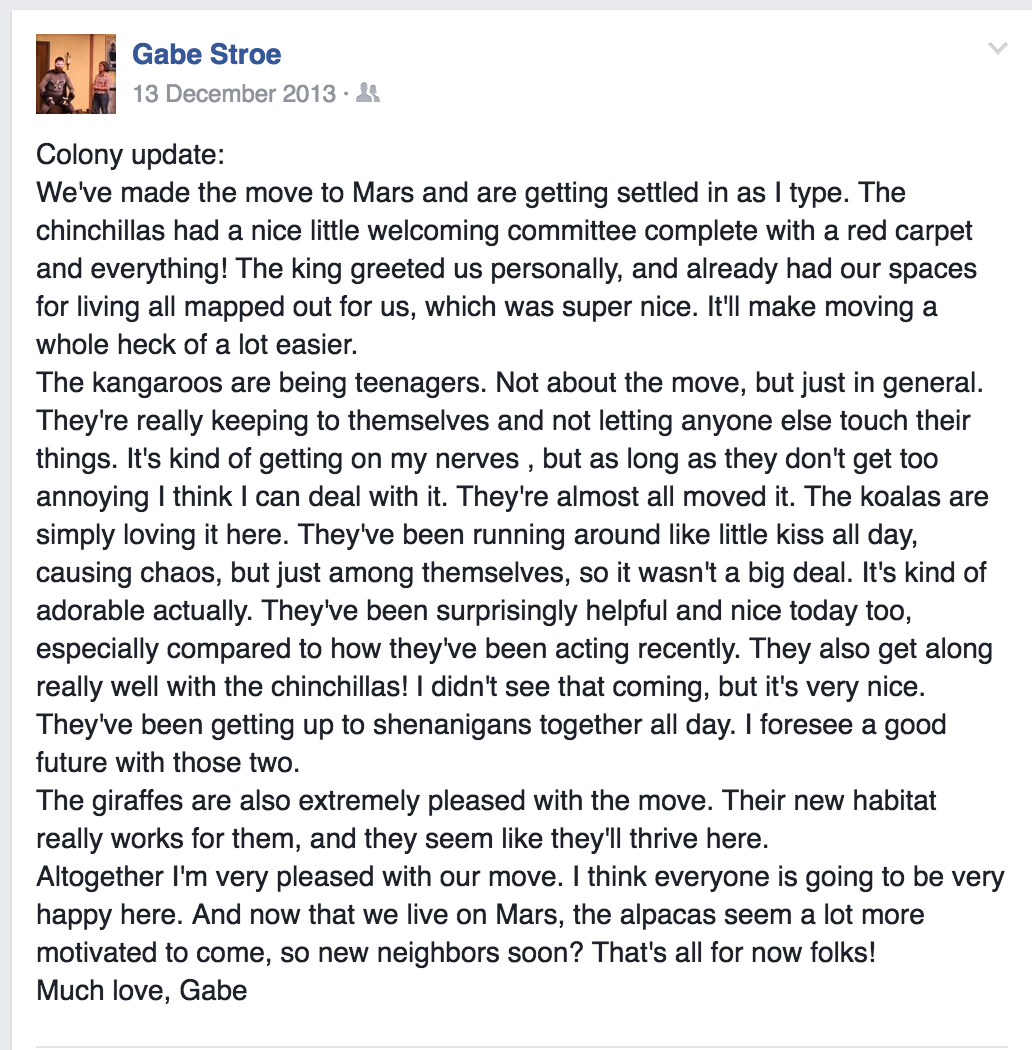 Gabe Stroe
13 December 2013 ·
Colony update:
We've made the move to Mars and are getting settled in as I type. The
chinchillas had a nice little welcoming committee complete with a red carpet
and everything! The king greeted us personally, and already had our spaces
for living all mapped out for us, which was super nice. It'll make moving a
whole heck of a lot easier.
The kangaroos are being teenagers. Not about the move, but just in general.
They're really keeping to themselves and not letting anyone else touch their
things. It's kind of getting on my nerves , but as long as they don't get too
annoying I think I can deal with it. They're almost all moved it. The koalas are
simply loving it here. They've been running around like little kiss all day,
causing chaos, but just among themselves, so it wasn't a big deal. It's kind of
adorable actually. They've been surprisingly helpful and nice today too,
especially compared to how they've been acting recently. They also get along
really well with the chinchillas! I didn't see that coming, but it's very nice.
They've been getting up to shenanigans together all day. I foresee a good
future with those two.
The giraffes are also extremely pleased with the move. Their new habitat
really works for them, and they seem like they'll thrive here.
Altogether I'm very pleased with our move. I think everyone is going to be very
happy here. And now that we live on Mars, the alpacas seem a lot more
motivated to come, so new neighbors soon? That's all for now folks!
Much love, Gabe